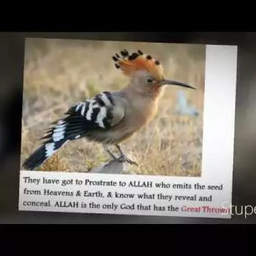 They have got to Prostrate to ALLAH who emits the seed
from Heavens & Earth, & know what they reveal and
conceal. ALLAH is the only God that has the Great Throne